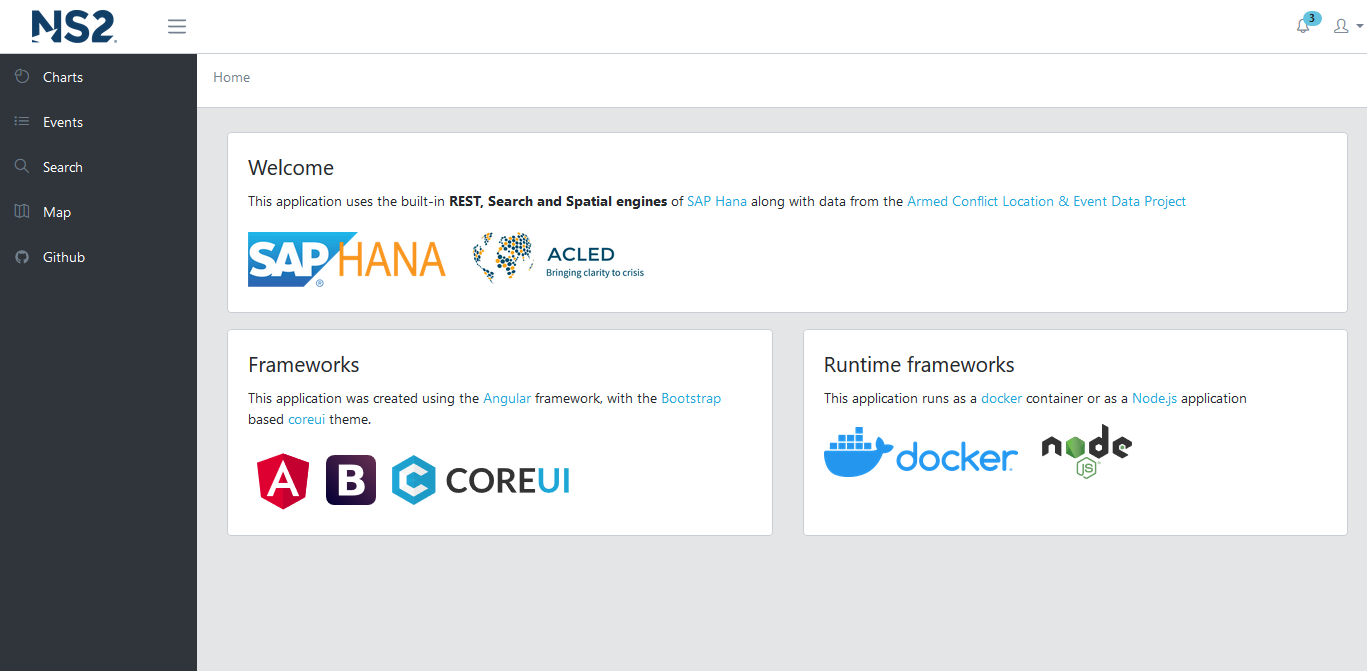 NS2
3
Charts
Events
Search
Map
Github
Home
Welcome
This application uses the built-in REST, Search and Spatial engines of SAP Hana along with data from the Armed Conflict Location & Event Data Project
SAP HANA
®
ACLED
Bringing clarity to crisis
Frameworks
This application was created using the Angular framework, with the Bootstrap
based coreui theme.
A B C COREUI
Runtime frameworks
This application runs as a docker container or as a Node.js application
docker
node
JS